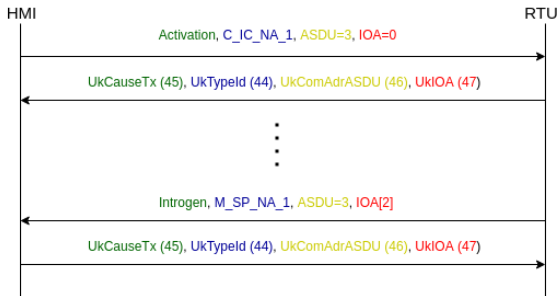 HMI RTU
Activation, C_IC_NA_1, ASDU=3, IOA=0
UkCauseTx (45), UkTypeId (44), UkComAdrASDU (46), UkIOA (47)
Introgen, M_SP_NA_1, ASDU=3, IOA[2]
UkCauseTx (45), UkTypeId (44), UkComAdrASDU (46), UkIOA (47)